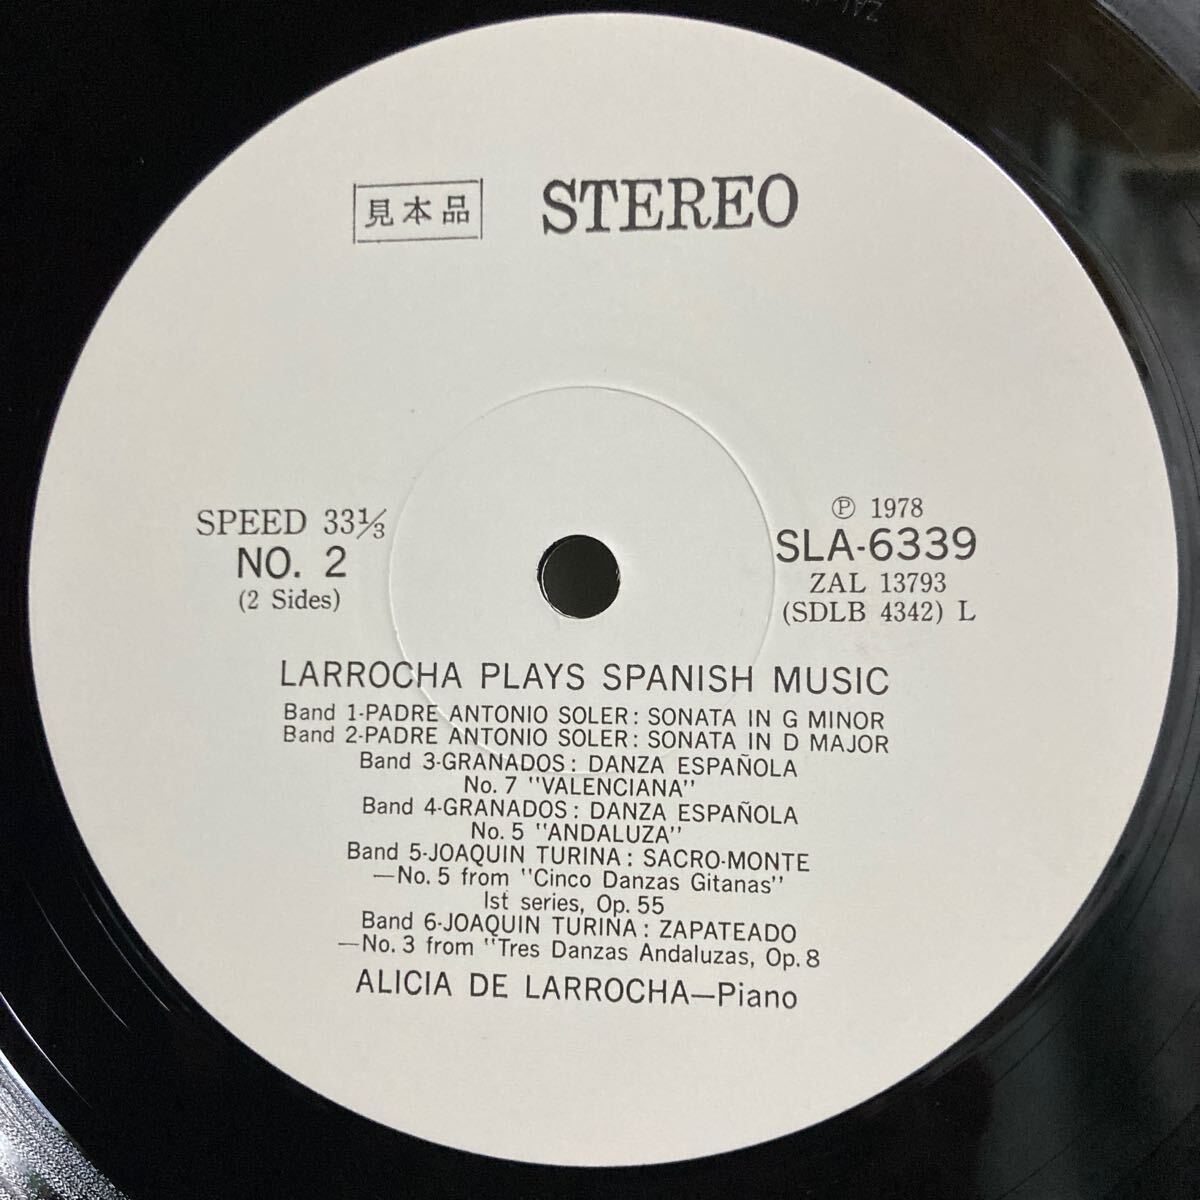 見本品 STEREO
SPEED 33⅓
NO. 2
(2 Sides)
Ⓟ 1978
SLA-6339
ZAL 13793
(SDLB 4342) L
LARROCHA PLAYS SPANISH MUSIC
Band 1-PADRE ANTONIO SOLER: SONATA IN G MINOR
Band 2-PADRE ANTONIO SOLER: SONATA IN D MAJOR
Band 3-GRANADOS: DANZA ESPAÑOLA
No. 7 "VALENCIANA"
Band 4-GRANADOS: DANZA ESPAÑOLA
No. 5 "ANDALUZA"
Band 5-JOAQUIN TURINA: SACRO-MONTE
—No. 5 from "Cinco Danzas Gitanas"
Ist series, Op. 55
Band 6-JOAQUIN TURINA: ZAPATEADO
—No. 3 from "Tres Danzas Andaluzas, Op. 8
ALICIA DE LARROCHA—Piano